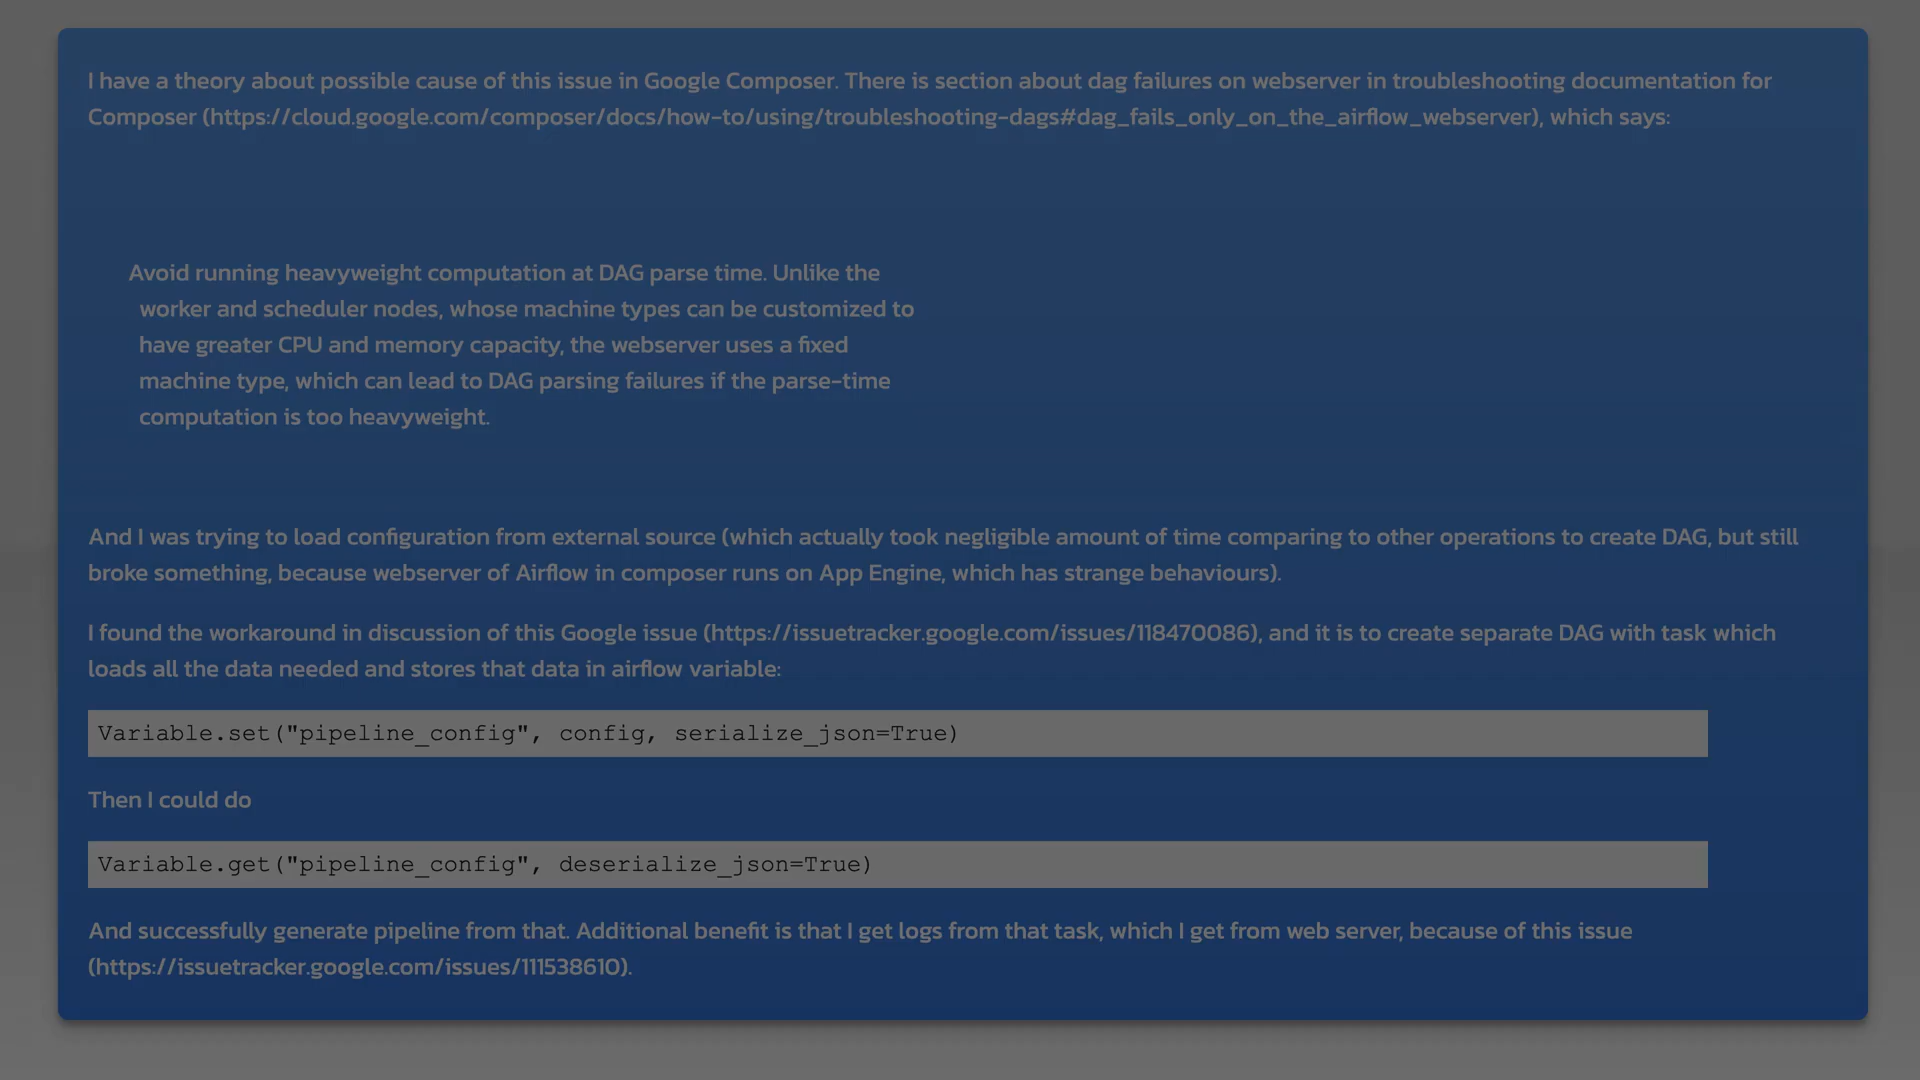 I have a theory about possible cause of this issue in Google Composer. There is section about dag failures on webserver in troubleshooting documentation for
Composer (https://cloud.google.com/composer/docs/how-to/using/troubleshooting-dags#dag_fails_only_on_the_airflow_webserver), which says:
Avoid running heavyweight computation at DAG parse time. Unlike the
worker and scheduler nodes, whose machine types can be customized to
have greater CPU and memory capacity, the webserver uses a fixed
machine type, which can lead to DAG parsing failures if the parse-time
computation is too heavyweight.
And I was trying to load configuration from external source (which actually took negligible amount of time comparing to other operations to create DAG, but still
broke something, because webserver of Airflow in composer runs on App Engine, which has strange behaviours).
I found the workaround in discussion of this Google issue (https://issuetracker.google.com/issues/118470086), and it is to create separate DAG with task which
loads all the data needed and stores that data in airflow variable:
Variable.set("pipeline_config", config, serialize_json=True)
Then I could do
Variable.get("pipeline_config", deserialize_json=True)
And successfully generate pipeline from that. Additional benefit is that I get logs from that task, which I get from web server, because of this issue
(https://issuetracker.google.com/issues/111538610).